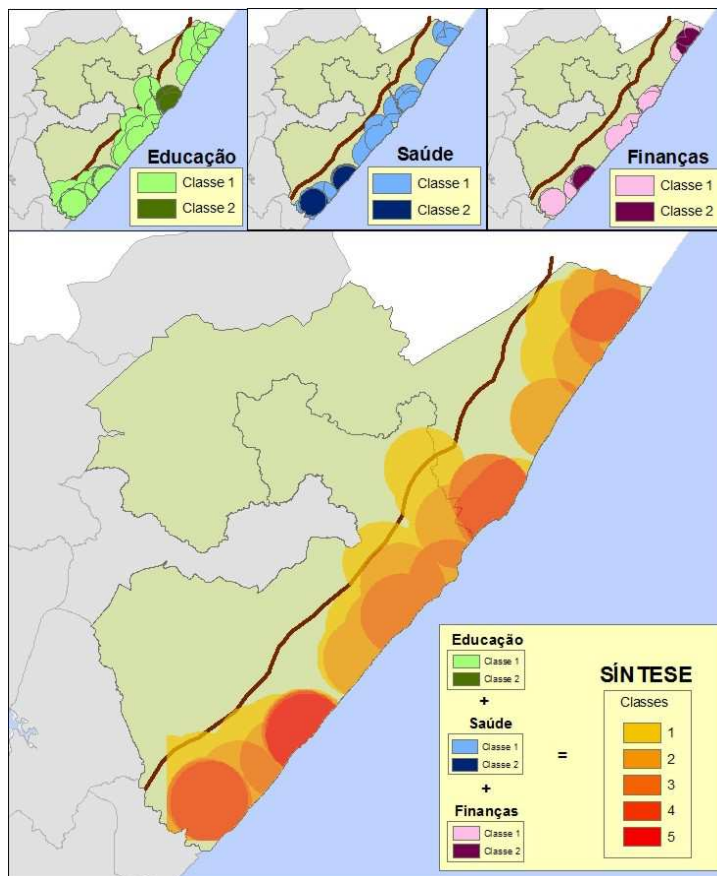 Educação
Classe 1
Classe 2
Saúde
Classe 1
Classe 2
Finanças
Classe 1
Classe 2
Educação
Classe 1
Classe 2
+
Saúde
Classe 1
Classe 2
+
Finanças
Classe 1
Classe 2
=
SÍNTESE
Classes
1
2
3
4
5